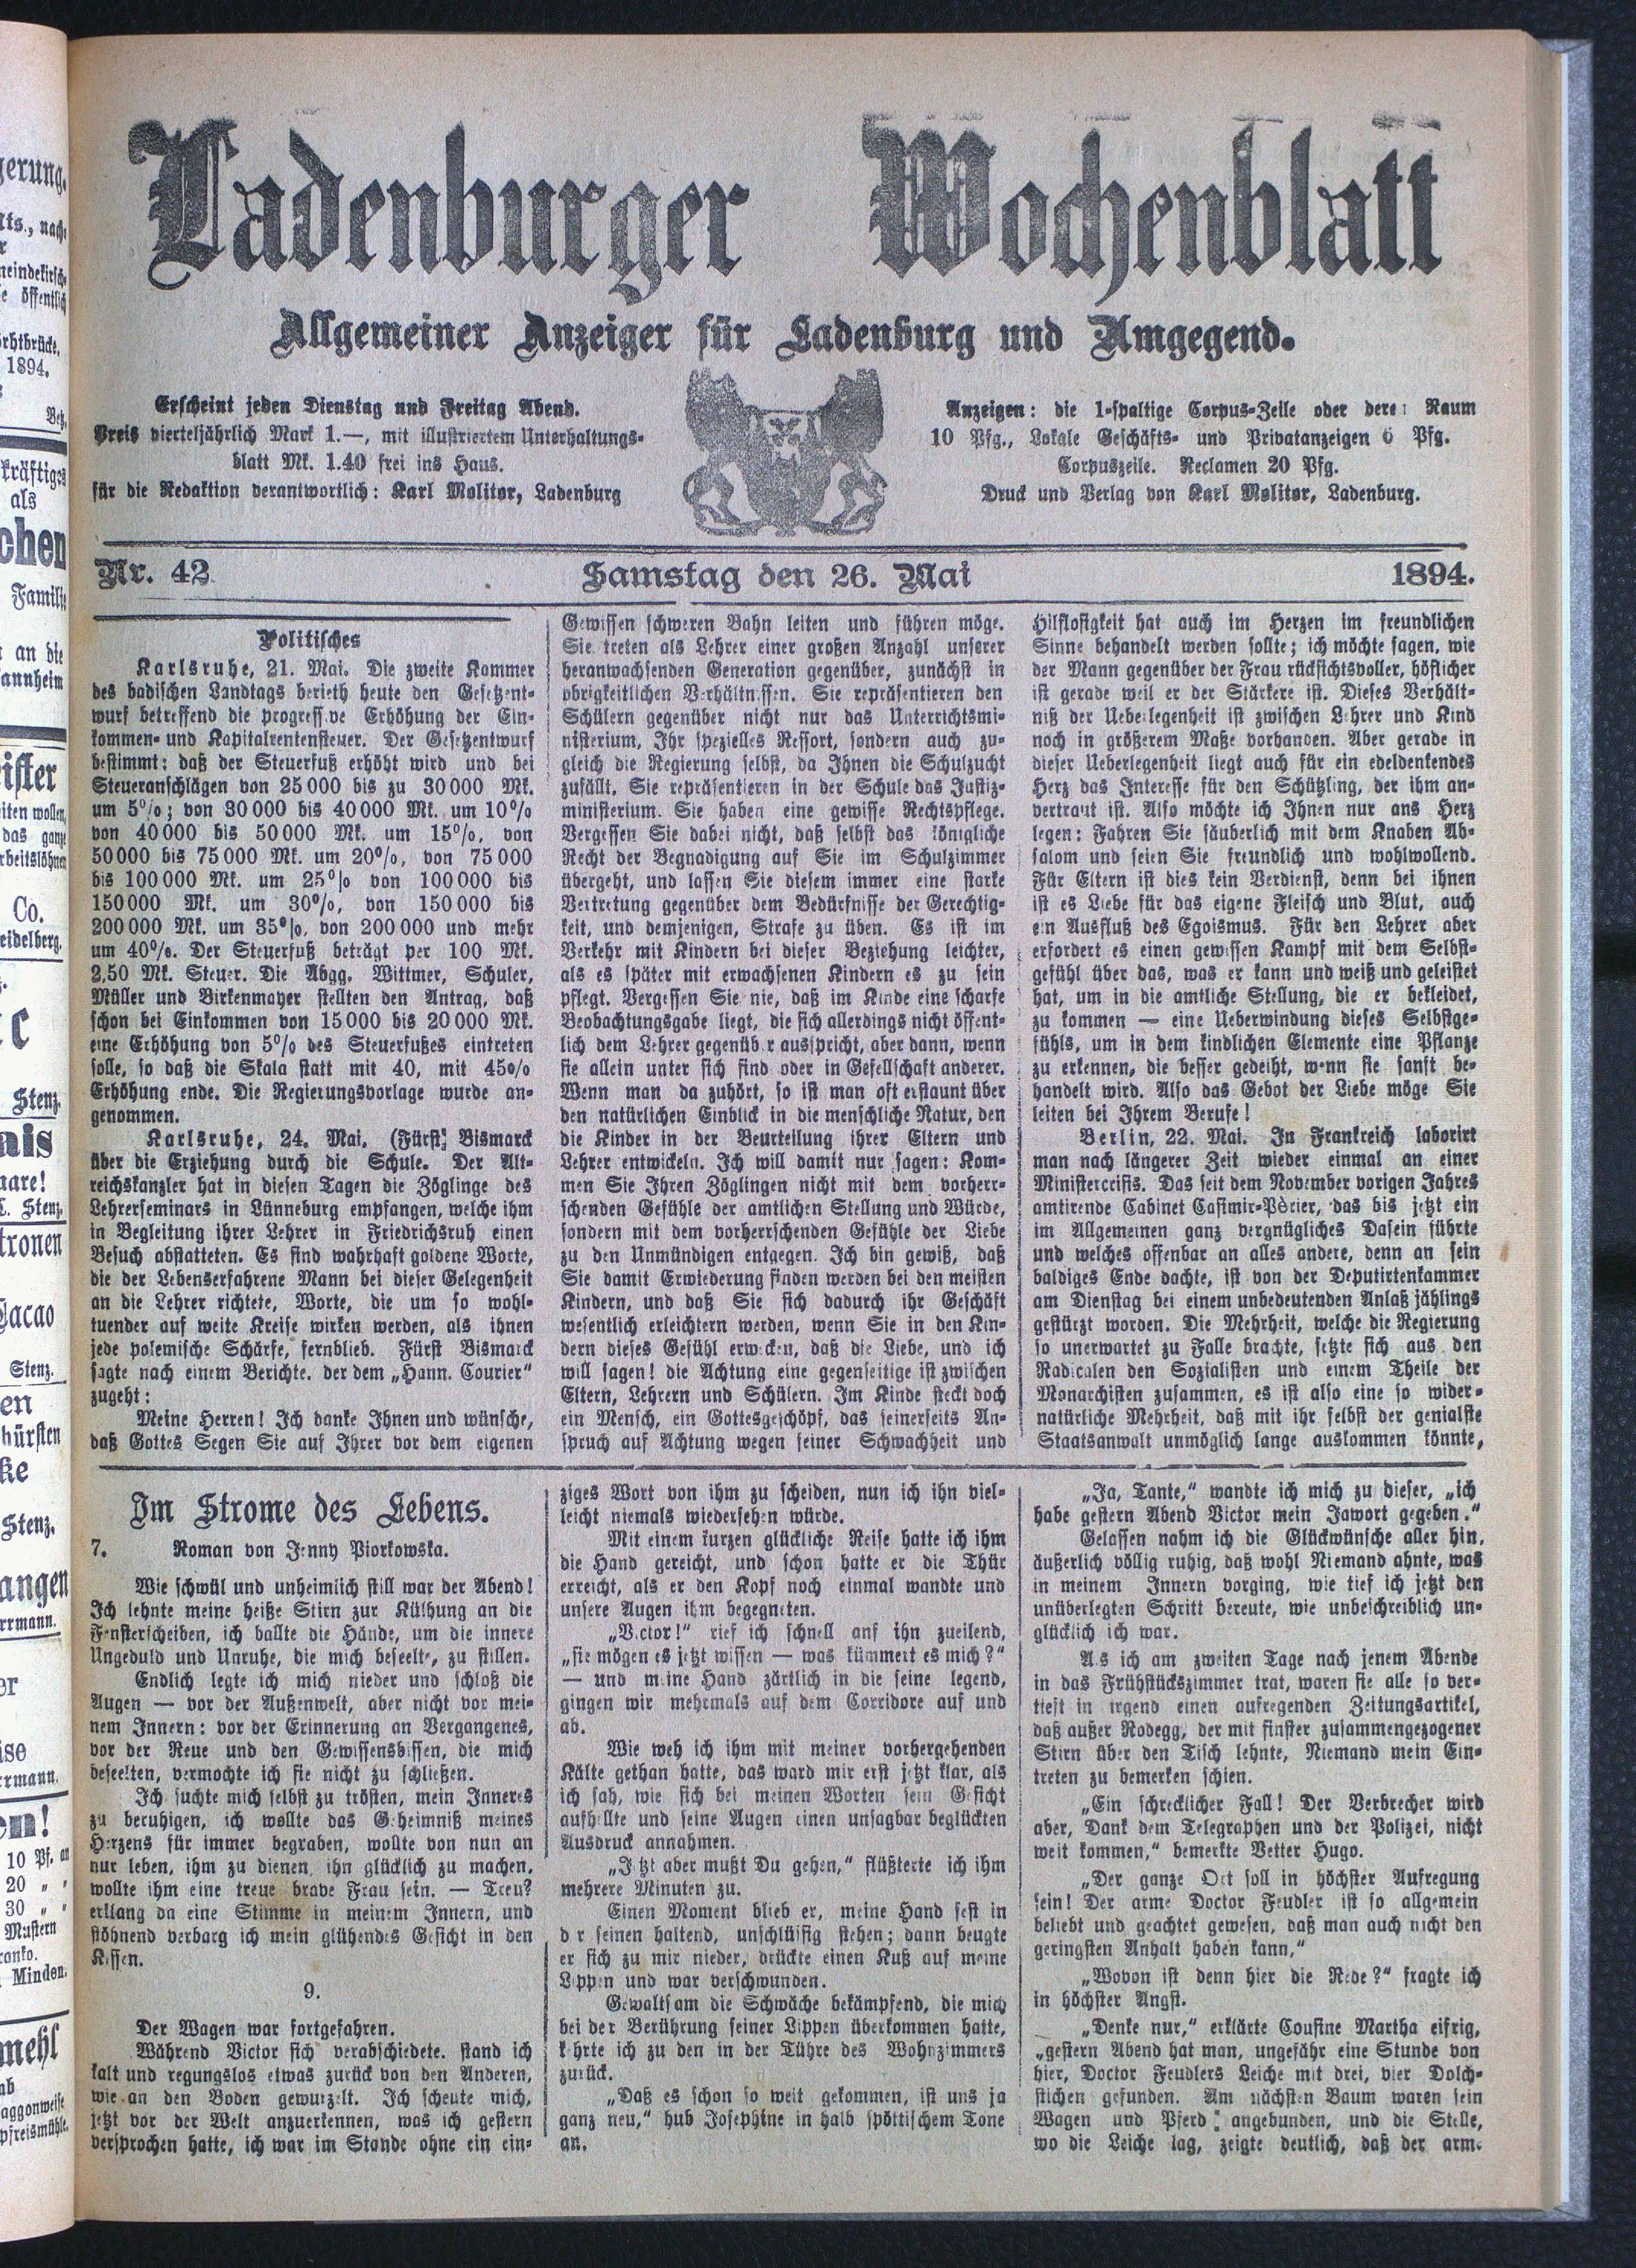 Ladenburger Wochenblatt
Allgemeiner Anzeiger für Ladenburg und Umgegend.
Erscheint jeden Dienstag und Freitag Abend.
Preis vierteljährlich Mark 1.—, mit illustriertem Unterhaltungs-
blatt Mk. 1.40 frei ins Haus.
für die Redaktion verantwortlich: Karl Molitor, Ladenburg
Anzeigen: die 1-spaltige Corpus-Zeile oder deren Raum
10 Pfg., Lokale Geschäfts- und Privatanzeigen 6 Pfg.
Corpuszeile. Reclamen 20 Pfg.
Druck und Verlag von Karl Molitor, Ladenburg.
Nr. 42
Samstag den 26. Mai
1894.
Politisches
Karlsruhe, 21. Mai. Die zweite Kammer
des badischen Landtags berieth heute den Gesetzent-
wurf betreffend die progressive Erhöhung der Ein-
kommen- und Kapitalrentensteuer. Der Gesetzentwurf
bestimmt: daß der Steuerfuß erhöht wird und bei
Steueranschlägen von 25000 bis zu 30000 Mk.
um 5%; von 30000 bis 40000 Mk. um 10%
von 40000 bis 50000 Mk. um 15%, von
50000 bis 75000 Mk. um 20%, von 75000
bis 100000 Mk. um 25% von 100000 bis
150000 Mk. um 30%, von 150000 bis
200000 Mk. um 35%, von 200000 und mehr
um 40%. Der Steuerfuß beträgt per 100 Mk.
2,50 Mk. Steuer. Die Abgg. Wittmer, Schuler,
Müller und Birkenmayer stellten den Antrag, daß
schon bei Einkommen von 15000 bis 20000 Mk.
eine Erhöhung von 5% des Steuerfußes eintreten
solle, so daß die Skala statt mit 40, mit 45%
Erhöhung ende. Die Regierungsvorlage wurde an-
genommen.
Karlsruhe, 24. Mai. (Fürst Bismarck
über die Erziehung durch die Schule. Der Alt-
reichskanzler hat in diesen Tagen die Zöglinge des
Lehrerseminars in Lünneburg empfangen, welche ihm
in Begleitung ihrer Lehrer in Friedrichsruh einen
Besuch abstatteten. Es sind wahrhaft goldene Worte,
die der Lebenserfahrene Mann bei dieser Gelegenheit
an die Lehrer richtete, Worte, die um so wohl-
tuender auf weite Kreise wirken werden, als ihnen
jede polemische Schärfe, fernblieb. Fürst Bismarck
sagte nach einem Berichte. der dem „Hann. Courier“
zugeht:
Meine Herren! Ich danke Ihnen und wünsche,
daß Gottes Segen Sie auf Ihrer vor dem eigenen
Gewissen schweren Bahn leiten und führen möge.
Sie treten als Lehrer einer großen Anzahl unserer
heranwachsenden Generation gegenüber, zunächst in
obrigkeitlichen Verhältnissen. Sie repräsentieren den
Schülern gegenüber nicht nur das Unterrichtsmi-
nisterium, Ihr spezielles Ressort, sondern auch zu-
gleich die Regierung selbst, da Ihnen die Schulzucht
zufällt. Sie repräsentieren in der Schule das Justiz-
ministerium. Sie haben eine gewisse Rechtspflege.
Vergessen Sie dabei nicht, daß selbst das königliche
Recht der Begnadigung auf Sie im Schulzimmer
übergeht, und lassen Sie diesem immer eine starke
Vertretung gegenüber dem Bedürfnisse der Gerechtig-
keit, und demjenigen, Strafe zu üben. Es ist im
Verkehr mit Kindern bei dieser Beziehung leichter,
als es später mit erwachsenen Kindern es zu sein
pflegt. Vergessen Sie nie, daß im Kinde eine scharfe
Beobachtungsgabe liegt, die sich allerdings nicht öffent-
lich dem Lehrer gegenüber ausspricht, aber dann, wenn
sie allein unter sich sind oder in Gesellschaft anderer.
Wenn man da zuhört, so ist man oft erstaunt über
den natürlichen Einblick in die menschliche Natur, den
die Kinder in der Beurteilung ihrer Eltern und
Lehrer entwickeln. Ich will damit nur sagen: Kom-
men Sie Ihren Zöglingen nicht mit dem vorherr-
schenden Gefühle der amtlichen Stellung und Würde,
sondern mit dem vorherrschenden Gefühle der Liebe
zu den Unmündigen entgegen. Ich bin gewiß, daß
Sie damit Erwiederung finden werden bei den meisten
Kindern, und daß Sie sich dadurch ihr Geschäft
wesentlich erleichtern werden, wenn Sie in den Kin-
dern dieses Gefühl erwecken, daß die Liebe, und ich
will sagen! die Achtung eine gegenseitige ist zwischen
Eltern, Lehrern und Schülern. Im Kinde steckt doch
ein Mensch, ein Gottesgeschöpf, das seinerseits An-
spruch auf Achtung wegen seiner Schwachheit und
Hilflosigkeit hat auch im Herzen im freundlichen
Sinne behandelt werden sollte; ich möchte sagen, wie
der Mann gegenüber der Frau rücksichtsvoller, höflicher
ist gerade weil er der Stärkere ist. Dieses Verhält-
niß der Ueberlegenheit ist zwischen Lehrer und Kind
noch in größerem Maße vorhanden. Aber gerade in
dieser Ueberlegenheit liegt auch für ein edeldenkendes
Herz das Interesse für den Schützling, der ihm an-
vertraut ist. Also möchte ich Ihnen nur ans Herz
legen: Fahren Sie säuberlich mit dem Knaben Ab-
salom und seien Sie freundlich und wohlwollend.
Für Eltern ist dies kein Verdienst, denn bei ihnen
ist es Liebe für das eigene Fleisch und Blut, auch
ein Ausfluß des Egoismus. Für den Lehrer aber
erfordert es einen gewissen Kampf mit dem Selbst-
gefühl über das, was er kann und weiß und geleistet
hat, um in die amtliche Stellung, die er bekleidet,
zu kommen — eine Ueberwindung dieses Selbstge-
fühls, um in dem kindlichen Elemente eine Pflanze
zu erkennen, die besser gedeiht, wenn sie sanft be-
handelt wird. Also das Gebot der Liebe möge Sie
leiten bei Ihrem Berufe!
Berlin, 22. Mai. In Frankreich laborirt
man nach längerer Zeit wieder einmal an einer
Ministercrisis. Das seit dem November vorigen Jahres
amtirende Cabinet Casimir-Pèrier, das bis jetzt ein
im Allgemeinen ganz vergnügliches Dasein führte
und welches offenbar an alles andere, denn an sein
baldiges Ende dachte, ist von der Deputirtenkammer
am Dienstag bei einem unbedeutenden Anlaß jählings
gestürzt worden. Die Mehrheit, welche die Regierung
so unerwartet zu Falle brachte, setzte sich aus den
Radicalen den Sozialisten und einem Theile der
Monarchisten zusammen, es ist also eine so wider-
natürliche Mehrheit, daß mit ihr selbst der genialste
Staatsanwalt unmöglich lange auskommen könnte,
Im Strome des Lebens.
7. Roman von Jenny Piorkowska.
Wie schwül und unheimlich still war der Abend!
Ich lehnte meine heiße Stirn zur Külhung an die
Fensterscheiben, ich ballte die Hände, um die innere
Ungeduld und Unruhe, die mich beseelte, zu stillen.
Endlich legte ich mich nieder und schloß die
Augen — vor der Außenwelt, aber nicht vor mei-
nem Innern: vor der Erinnerung an Vergangenes,
vor der Reue und den Gewissensbissen, die mich
beseelten, vermochte ich sie nicht zu schließen.
Ich suchte mich selbst zu trösten, mein Inneres
zu beruhigen, ich wollte das Geheimniß meines
Herzens für immer begraben, wollte von nun an
nur leben, ihm zu dienen, ihn glücklich zu machen,
wollte ihm eine treue brave Frau sein. — Treu?
erklang da eine Stimme in meinem Innern, und
stöhnend verbarg ich mein glühendes Gesicht in den
Kissen.
9.
Der Wagen war fortgefahren.
Während Victor sich verabschiedete. stand ich
kalt und regungslos etwas zurück von den Anderen,
wie an den Boden gewurzelt. Ich scheute mich,
jetzt vor der Welt anzuerkennen, was ich gestern
versprochen hatte, ich war im Stande ohne ein ein-
ziges Wort von ihm zu scheiden, nun ich ihn viel-
leicht niemals wiedersehen würde.
Mit einem kurzen glückliche Reise hatte ich ihm
die Hand gereicht, und schon hatte er die Thür
erreicht, als er den Kopf noch einmal wandte und
unsere Augen ihm begegneten.
„Victor!“ rief ich schnell anf ihn zueilend,
„sie mögen es jetzt wissen — was kümmert es mich?“
— und meine Hand zärtlich in die seine legend,
gingen wir mehrmals auf dem Corridore auf und
ab.
Wie weh ich ihm mit meiner vorhergehenden
Kälte gethan hatte, das ward mir erst jetzt klar, als
ich sah, wie sich bei meinen Worten sein Gesicht
aufhellte und seine Augen einen unsagbar beglückten
Ausdruck annahmen.
„Jetzt aber mußt Du gehen,“ flüsterte ich ihm
mehrere Minuten zu.
Einen Moment blieb er, meine Hand fest in
der seinen haltend, unschlüssig stehen; dann beugte
er sich zu mir nieder, drückte einen Kuß auf meine
Lippen und war verschwunden.
Gewaltsam die Schwäche bekämpfend, die mich
bei der Berührung seiner Lippen überkommen hatte,
kehrte ich zu den in der Tühre des Wohnzimmers
zurück.
„Daß es schon so weit gekommen, ist uns ja
ganz neu,“ hub Josephine in halb spöttischem Tone
an.
„Ja, Tante,“ wandte ich mich zu dieser, „ich
habe gestern Abend Victor mein Jawort gegeben.“
Gelassen nahm ich die Glückwünsche aller hin,
äußerlich völlig ruhig, daß wohl Niemand ahnte, was
in meinem Innern vorging, wie tief ich jetzt den
unüberlegten Schritt bereute, wie unbeschreiblich un-
glücklich ich war.
Als ich am zweiten Tage nach jenem Abende
in das Frühstückszimmer trat, waren sie alle so ver-
tieft in irgend einen aufregenden Zeitungsartikel,
daß außer Rodegg, der mit finster zusammengezogener
Stirn über den Tisch lehnte, Niemand mein Ein-
treten zu bemerken schien.
„Ein schrecklicher Fall! Der Verbrecher wird
aber, Dank dem Telegraphen und der Polizei, nicht
weit kommen,“ bemerkte Vetter Hugo.
„Der ganze Ort soll in höchster Aufregung
sein! Der arme Doctor Feudler ist so allgemein
beliebt und geachtet gewesen, daß man auch nicht den
geringsten Anhalt haben kann,“
„Wovon ist denn hier die Rede?“ fragte ich
in höchster Angst.
„Denke nur,“ erklärte Cousine Martha eifrig,
„gestern Abend hat man, ungefähr eine Stunde von
hier, Doctor Feudlers Leiche mit drei, vier Dolch-
stichen gefunden. Am nächsten Baum waren sein
Wagen und Pferd angebunden, und die Stelle,
wo die Leiche lag, zeigte deutlich, daß der arme